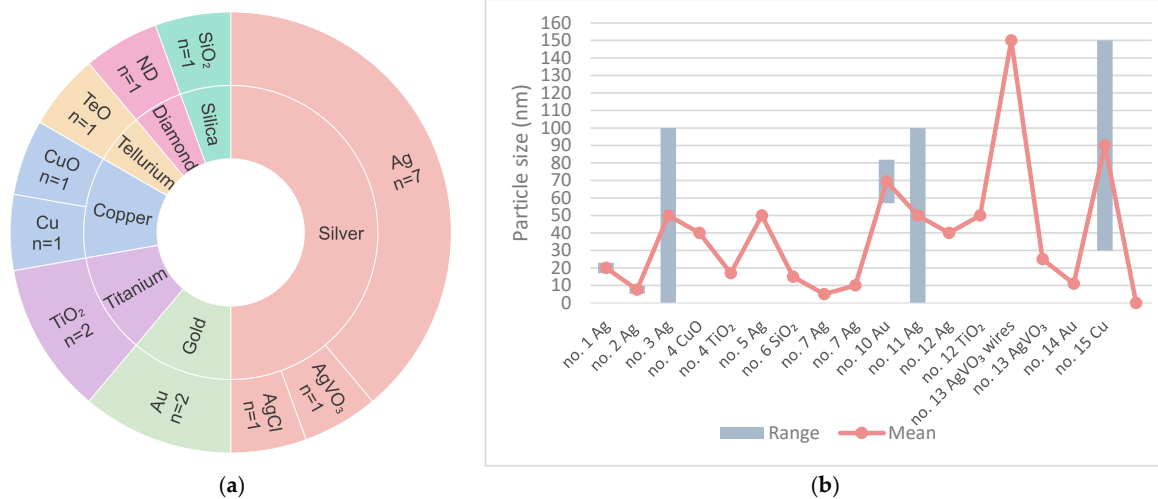 SiO₂
n=1
ND
n=1
TeO
n=1
CuO
n=1
Cu
n=1
TiO₂
n=2
Au
n=2
AgCl
n=1
AgVO₃
n=1
Ag
n=7
Silica
Diamond
Tellurium
Copper
Titanium
Gold
Silver
(a)
Particle size (nm)
160
150
140
130
120
110
100
90
80
70
60
50
40
30
20
10
0
no. 1 Ag
no. 2 Ag
no. 3 Ag
no. 4 CuO
no. 4 TiO₂
no. 5 Ag
no. 6 SiO₂
no. 7 Ag
no. 7 Ag
no. 10 Au
no. 11 Ag
no. 12 Ag
no. 12 TiO₂
no. 13 AgVO₃ wires
no. 13 AgVO₃
no. 14 Au
no. 15 Cu
Range
Mean
(b)